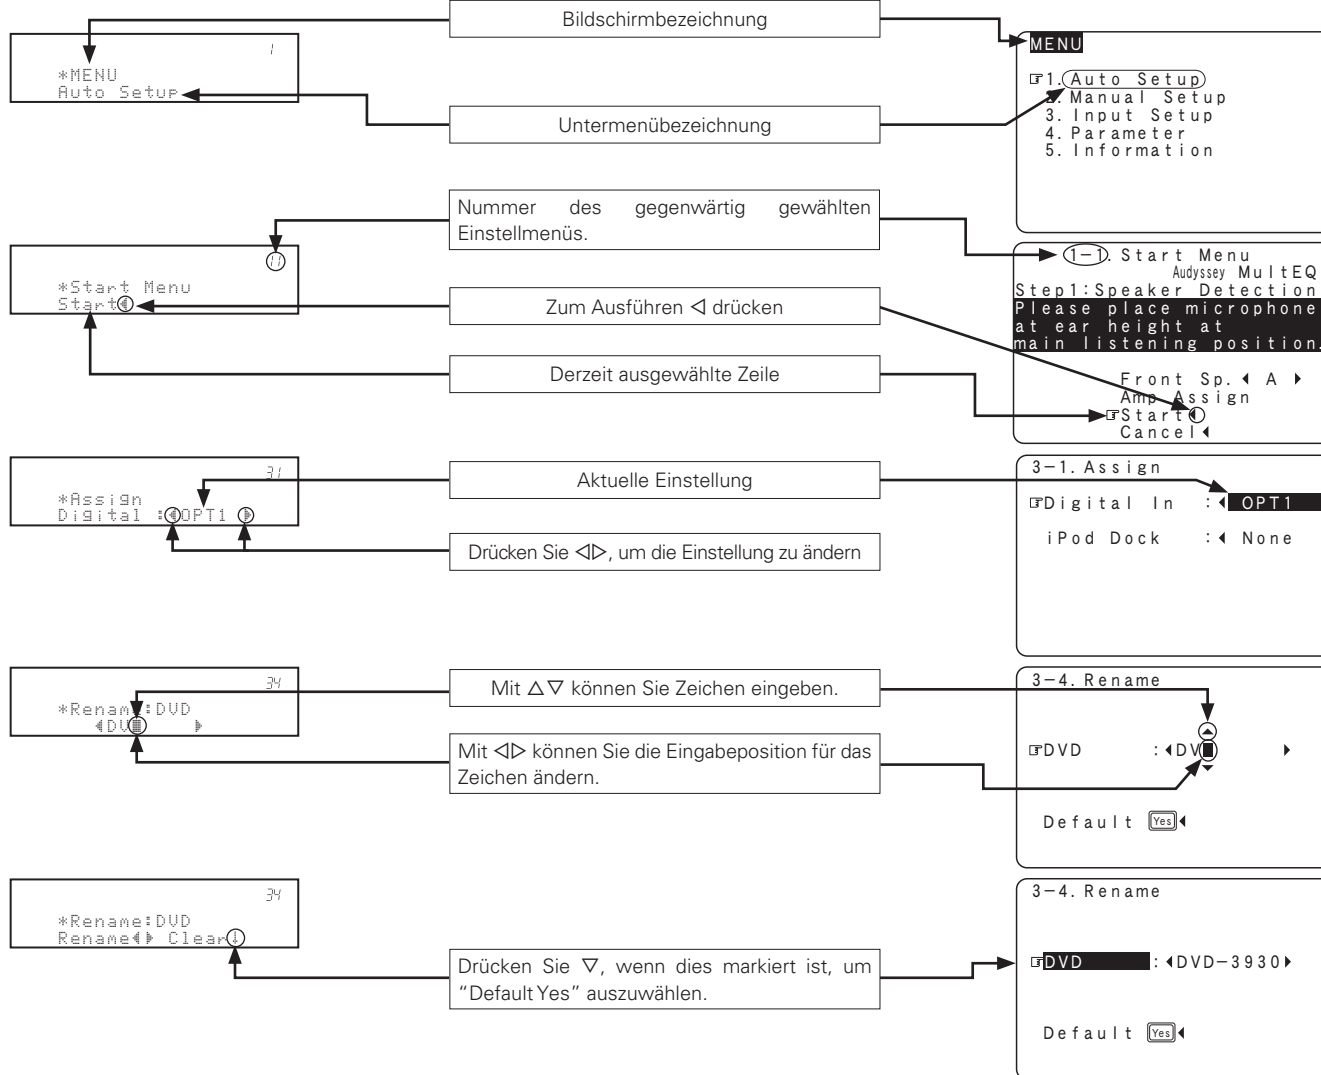 Bildschirmbezeichnung
1
*MENU
Auto Setup
Untermenübezeichnung
MENU
☞1. Auto Setup
2. Manual Setup
3. Input Setup
4. Parameter
5. Information
Nummer des gegenwärtig gewählten
Einstellmenüs.
11
*Start Menu
Start◀
Zum Ausführen ◁ drücken
Derzeit ausgewählte Zeile
1-1. Start Menu
Audyssey MultEQ
Step1:Speaker Detection
Please place microphone
at ear height at
main listening position.
Front Sp.◀ A ▶
Amp Assign
☞Start◀
Cancel◀
31
*Assign
Digital :◀OPT1 ▶
Aktuelle Einstellung
Drücken Sie ◁▷, um die Einstellung zu ändern
3-1. Assign
☞Digital In :◀ OPT1
iPod Dock :◀ None
34
*Rename:DVD
◀DV■ ▶
Mit △▽ können Sie Zeichen eingeben.
Mit ◁▷ können Sie die Eingabeposition für das
Zeichen ändern.
3-4. Rename
☞DVD :◀DV■ ▶
Default Yes◀
34
*Rename:DVD
Rename◀▶ Clear↓
Drücken Sie ▽, wenn dies markiert ist, um
“Default Yes” auszuwählen.
3-4. Rename
☞DVD :◀DVD-3930▶
Default Yes◀